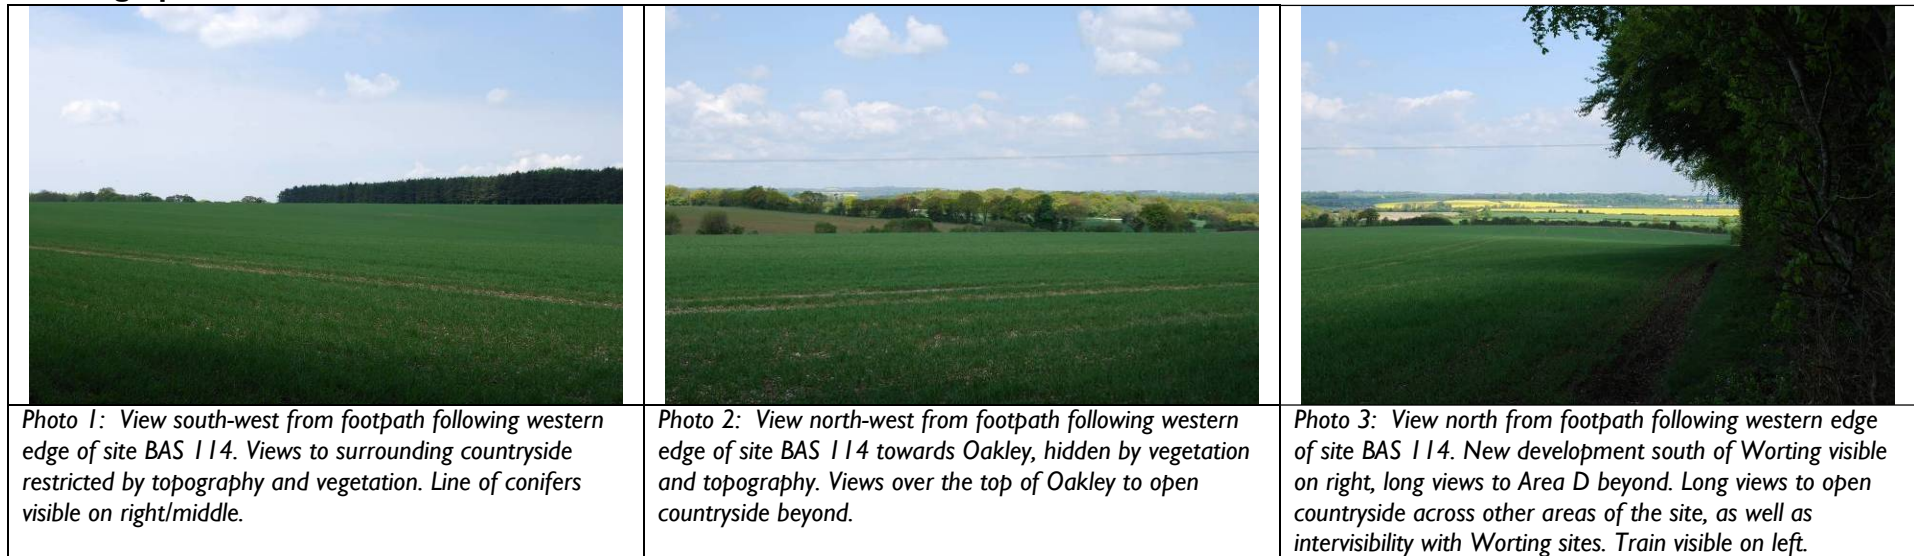 Photo 1: View south-west from footpath following western
edge of site BAS 114. Views to surrounding countryside
restricted by topography and vegetation. Line of conifers
visible on right/middle.
Photo 2: View north-west from footpath following western
edge of site BAS 114 towards Oakley, hidden by vegetation
and topography. Views over the top of Oakley to open
countryside beyond.
Photo 3: View north from footpath following western edge
of site BAS 114. New development south of Worting visible
on right, long views to Area D beyond. Long views to open
countryside across other areas of the site, as well as
intervisibility with Worting sites. Train visible on left.